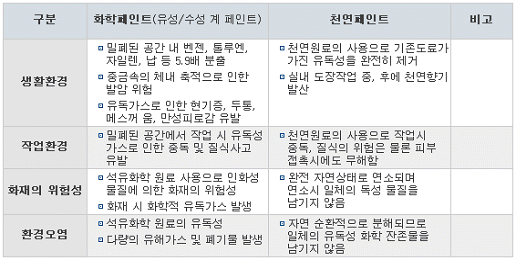 구분 화학페인트(유성/수성 계 페인트) 천연페인트 비고
생활환경
밀폐된 공간 내 벤젠, 톨루엔,
자일렌, 납 등 5.9배 분출
중금속의 체내 축적으로 인한
발암 위험
유독가스로 인한 현기증, 두통,
메스꺼 움, 만성피로감 유발
천연원료의 사용으로 기존도료가
가진 유독성을 완전히 제거
실내 도장작업 중, 후에 천연향기
발산
작업환경
밀폐된 공간에서 작업 시 유독성
가스로 인한 중독 및 질식사고
유발
천연원료의 사용으로 작업시
중독, 질식의 위험은 물론 피부
접촉시에도 무해함
화재의 위험성
석유화학 원료 사용으로 인화성
물질에 의한 화재의 위험성
화재 시 화학적 유독가스 발생
완전 자연상태로 연소되며
연소시 일체의 독성 물질을
남기지 않음
환경오염
석유화학 원료의 유독성
다량의 유해가스 및 폐기물 발생
자연 순환적으로 분해되므로
일체의 유독성 화학 잔존물을
남기지 않음